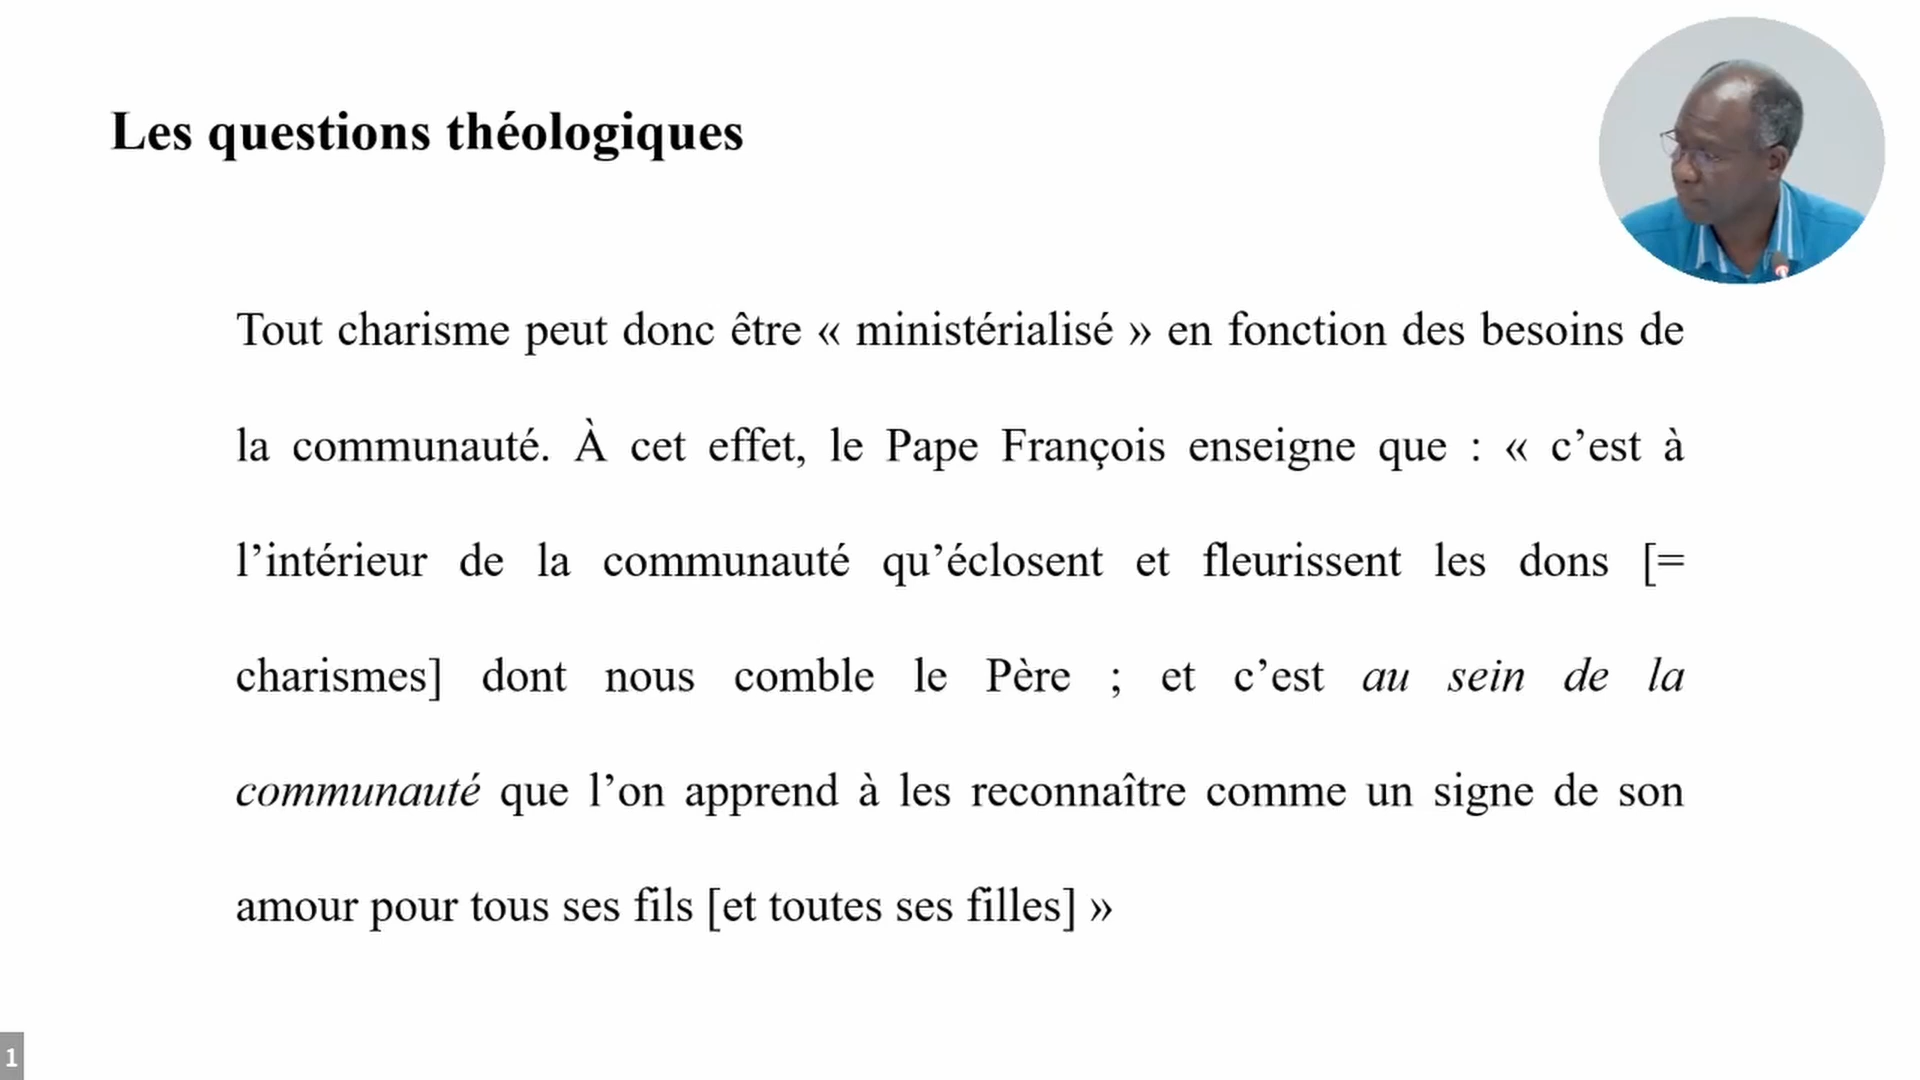 Les questions théologiques
Tout charisme peut donc être « ministérialisé » en fonction des besoins de
la communauté. À cet effet, le Pape François enseigne que : « c’est à
l’intérieur de la communauté qu’éclosent et fleurissent les dons [=
charismes] dont nous comble le Père ; et c’est au sein de la
communauté que l’on apprend à les reconnaître comme un signe de son
amour pour tous ses fils [et toutes ses filles] »
1